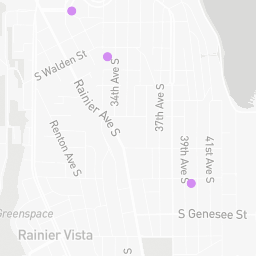 S Walden St
34th Ave S
Rainier Ave S
37th Ave S
Renton Ave S
39th Ave S
41st Ave S
Greenspace
S Genesee St
Rainier Vista
S